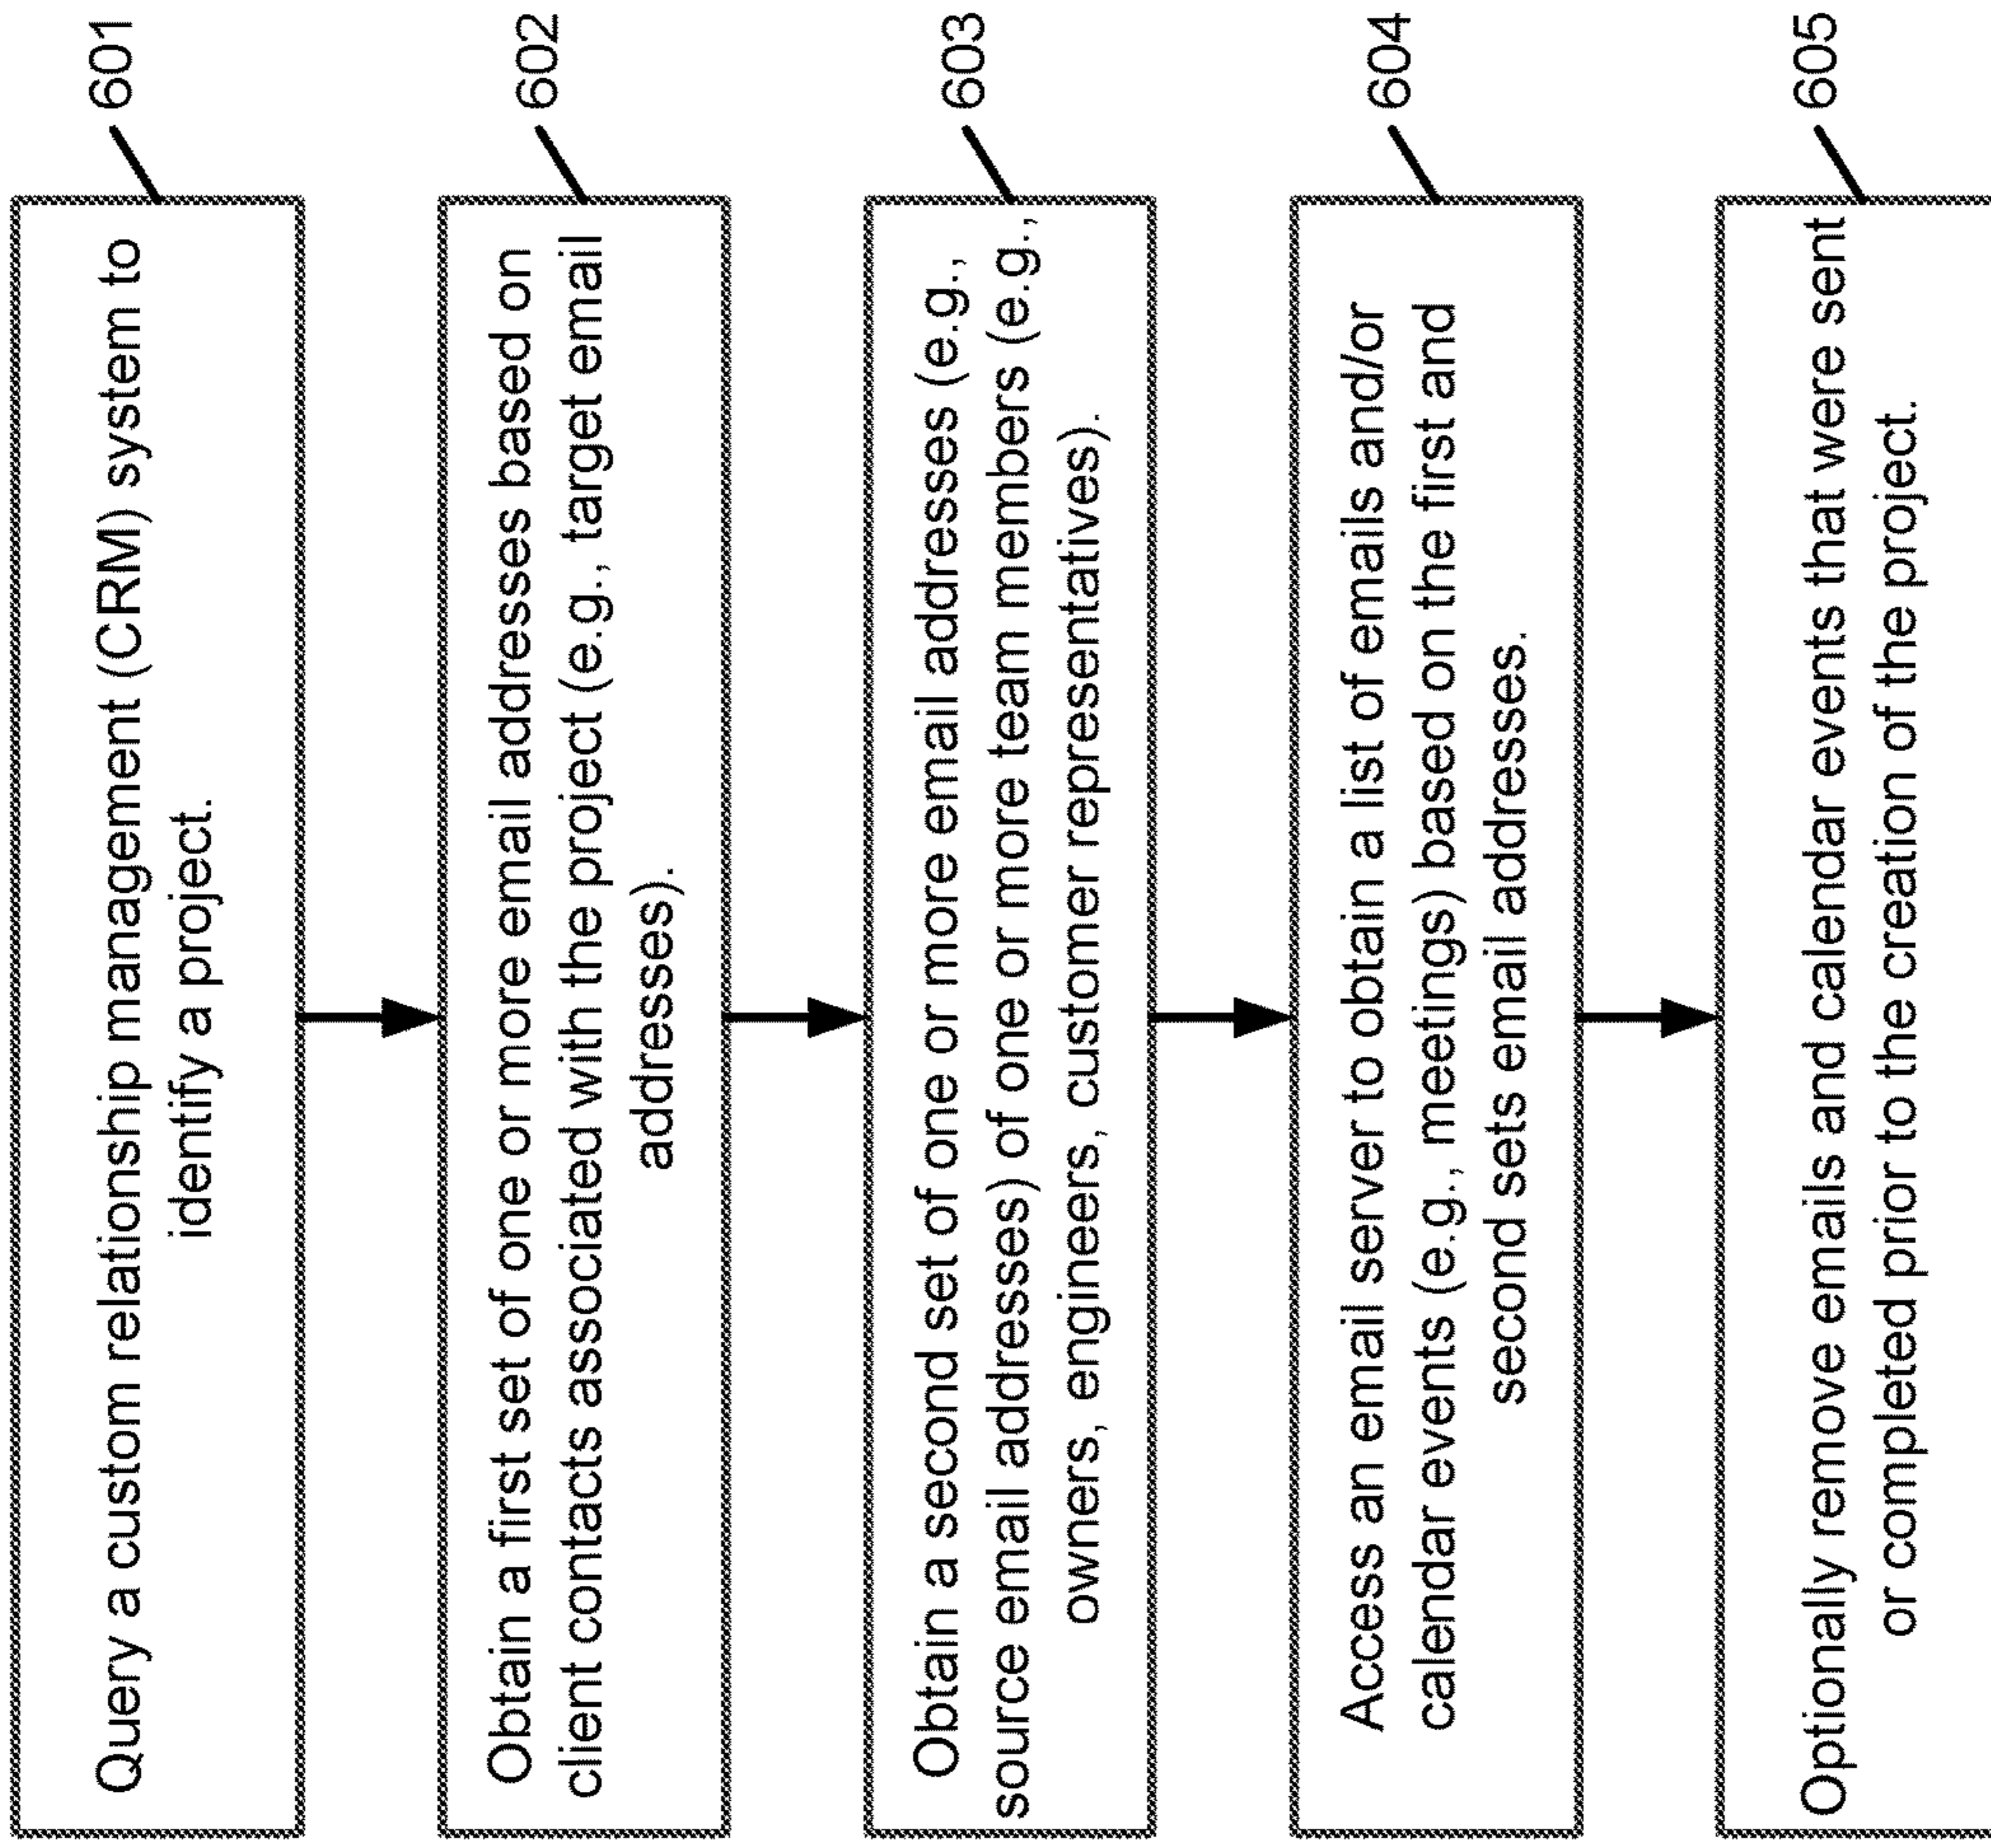 Query a custom relationship management (CRM) system to
identify a project.
601
Obtain a first set of one or more email addresses based on
client contacts associated with the project (e.g., target email
addresses).
602
Obtain a second set of one or more email addresses (e.g.,
source email addresses) of one or more team members (e.g.,
owners, engineers, customer representatives).
603
Access an email server to obtain a list of emails and/or
calendar events (e.g., meetings) based on the first and
second sets email addresses.
604
Optionally remove emails and calendar events that were sent
or completed prior to the creation of the project.
605